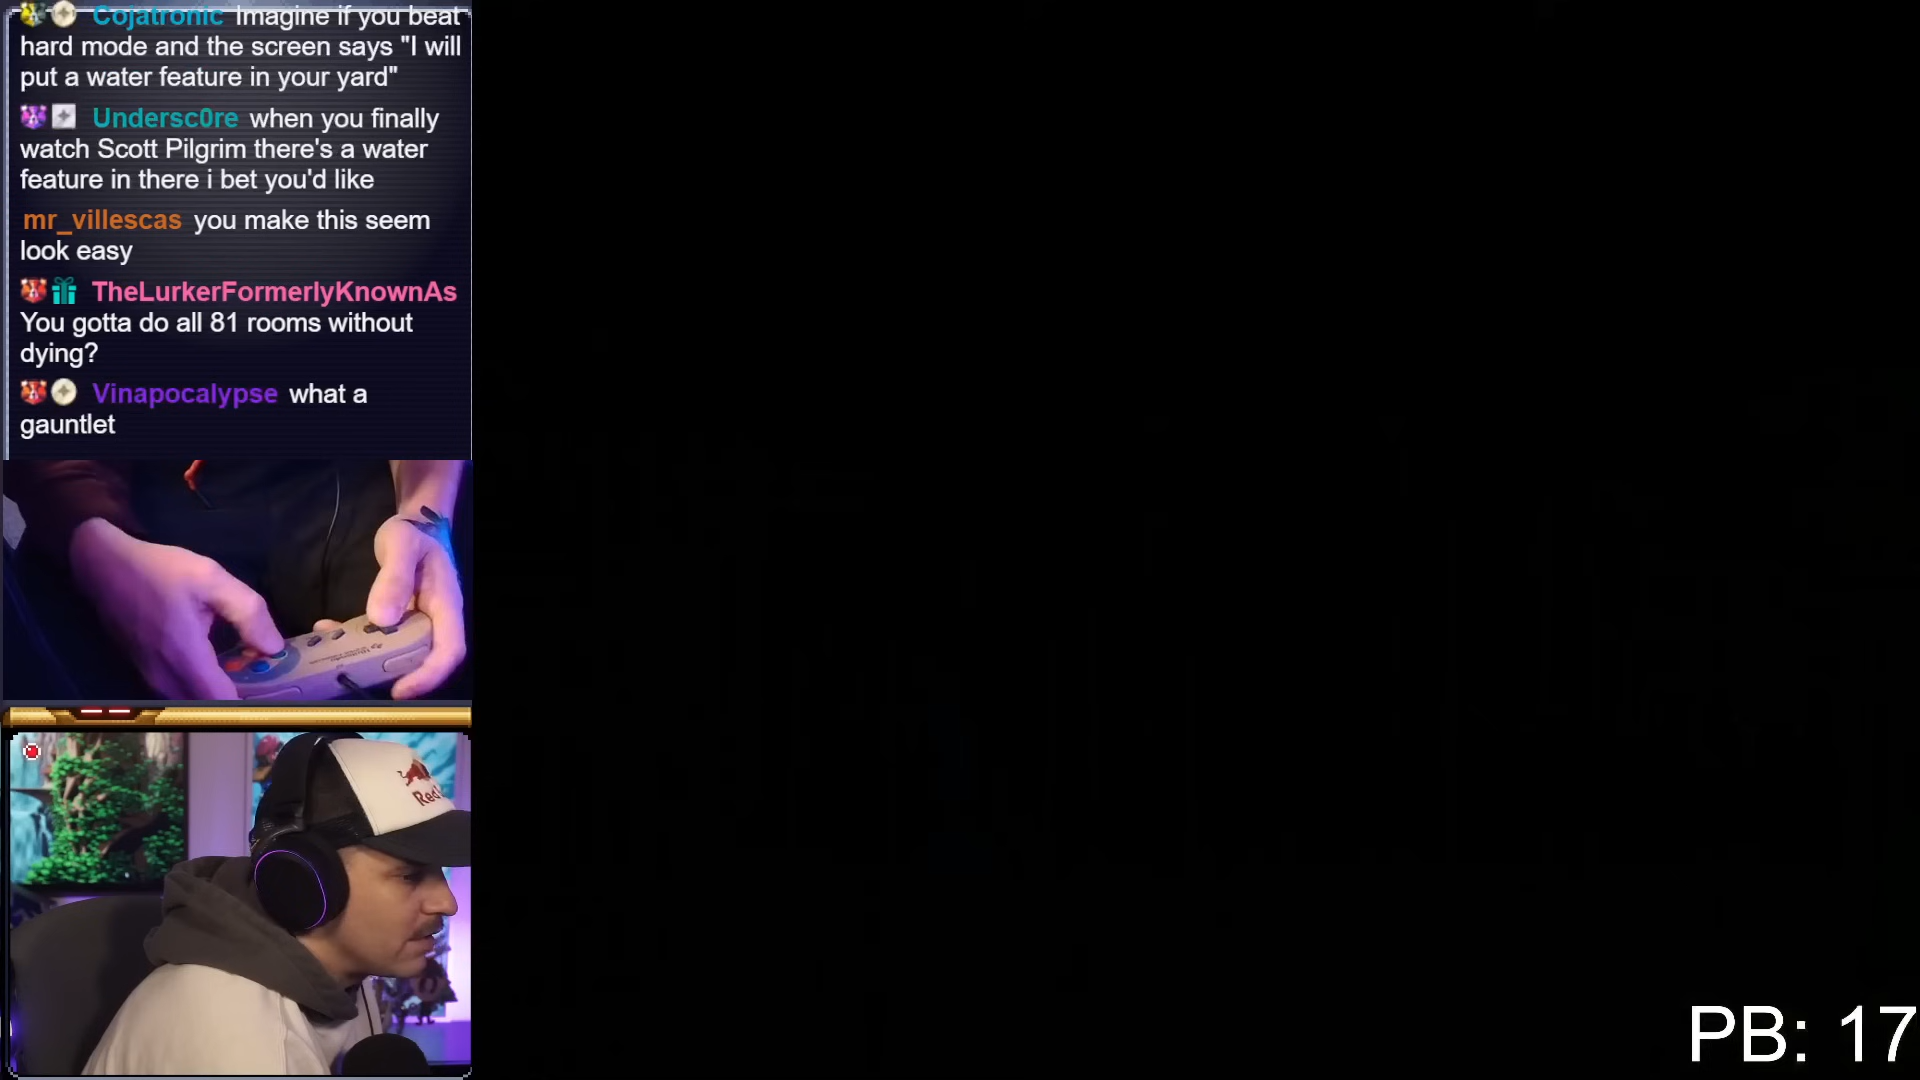 Cojatronic Imagine if you beat
hard mode and the screen says "I will
put a water feature in your yard"
Undersc0re when you finally
watch Scott Pilgrim there's a water
feature in there i bet you'd like
mr_villescas you make this seem
look easy
TheLurkerFormerlyKnownAs
You gotta do all 81 rooms without
dying?
Vinapocalypse what a
gauntlet
Red
PB: 17